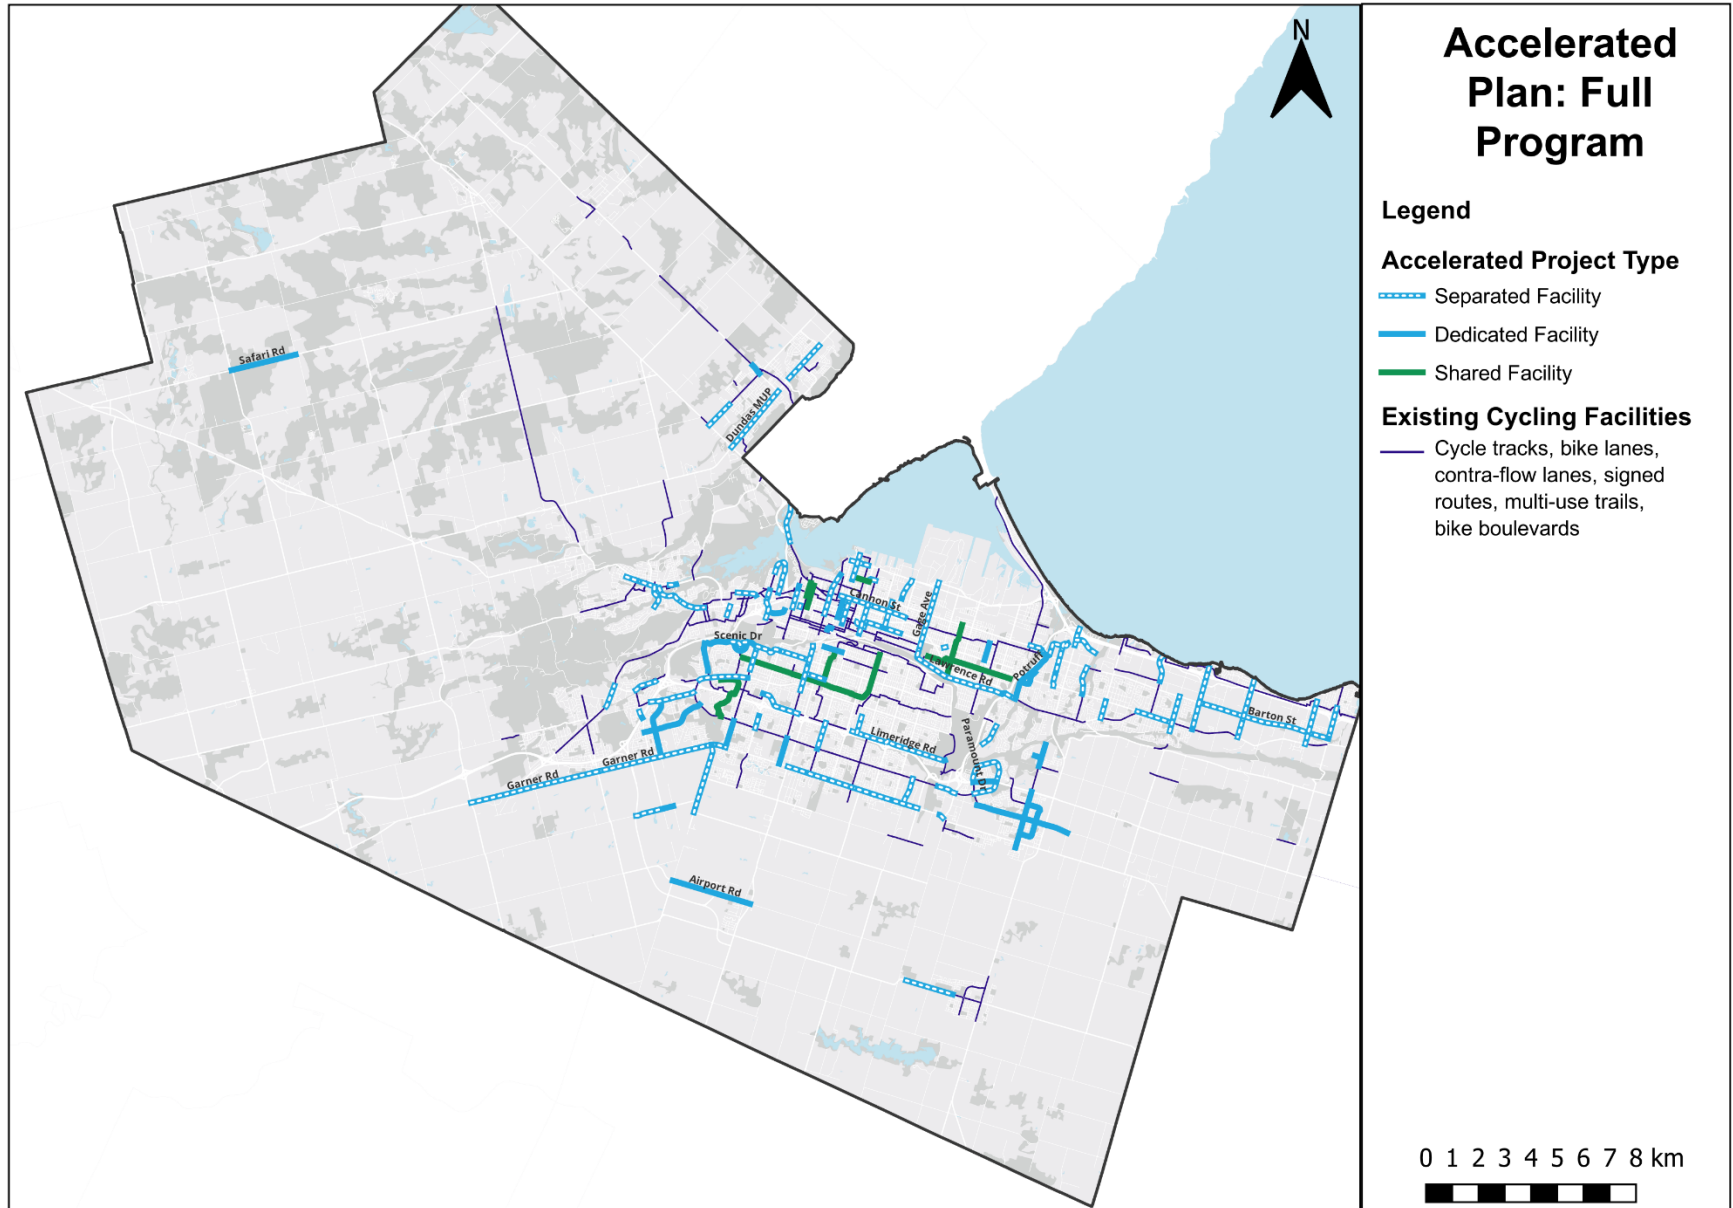 N
Accelerated
Plan: Full
Program
Legend
Accelerated Project Type
Separated Facility
Dedicated Facility
Shared Facility
Existing Cycling Facilities
Cycle tracks, bike lanes,
contra-flow lanes, signed
routes, multi-use trails,
bike boulevards
Safari Rd
Dundas MUP
Cannon St
Gage Ave
Scenic Dr
Lawrence Rd
Potruff
Barton St
Limeridge Rd
Paramount Dr
Garner Rd
Garner Rd
Airport Rd
0 1 2 3 4 5 6 7 8 km